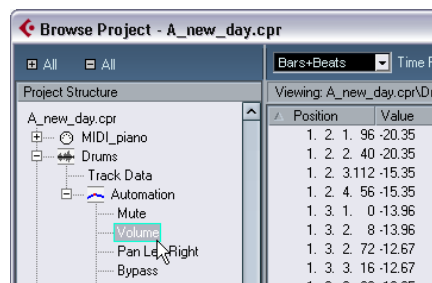 Browse Project - A_new_day.cpr
All All
Bars+Beats Time
Project Structure
Viewing: A_new_day.cpr\
Position Value
A_new_day.cpr
MIDI_piano
Drums
Track Data
Automation
Mute
Volume
Pan Le Right
Bypass
1. 2. 1. 96 -20.35
1. 2. 2. 40 -20.35
1. 2. 3.112 -15.35
1. 2. 4. 56 -15.35
1. 3. 1. 0 -13.96
1. 3. 2. 8 -13.96
1. 3. 2. 72 -12.67
1. 3. 3. 16 -12.67